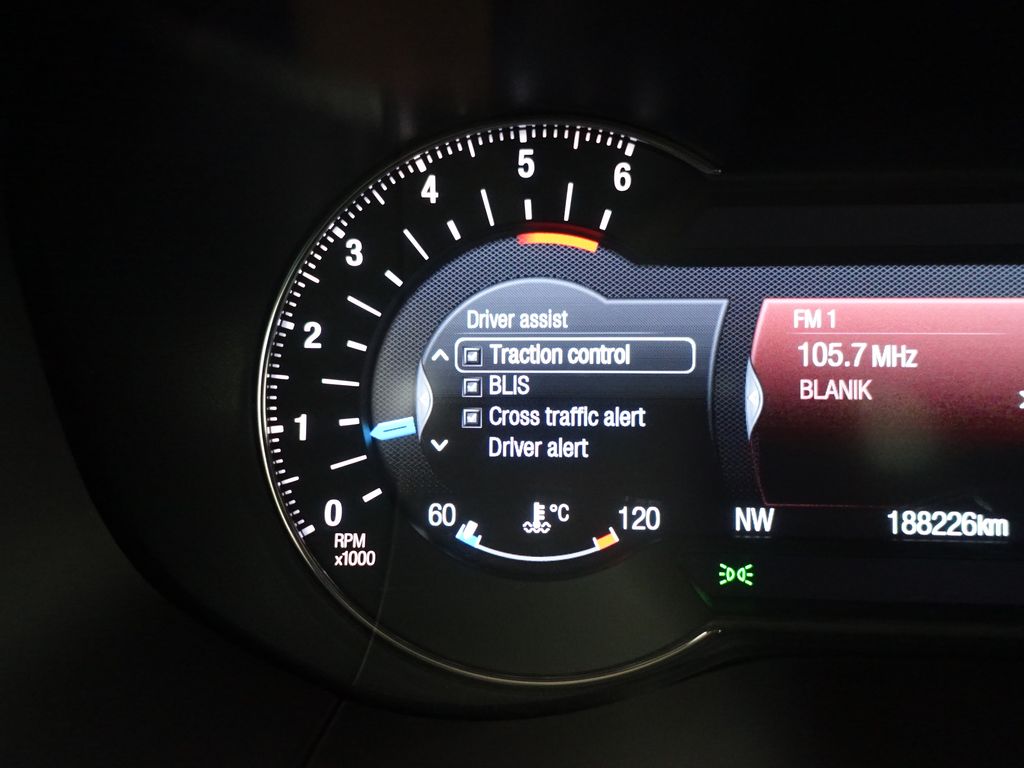 6
5
4
3
2
1
0
RPM
x1000
Driver assist
Traction control
BLIS
Cross traffic alert
Driver alert
60
°C
120
FM 1
105.7 MHz
BLANIK
NW
188226km